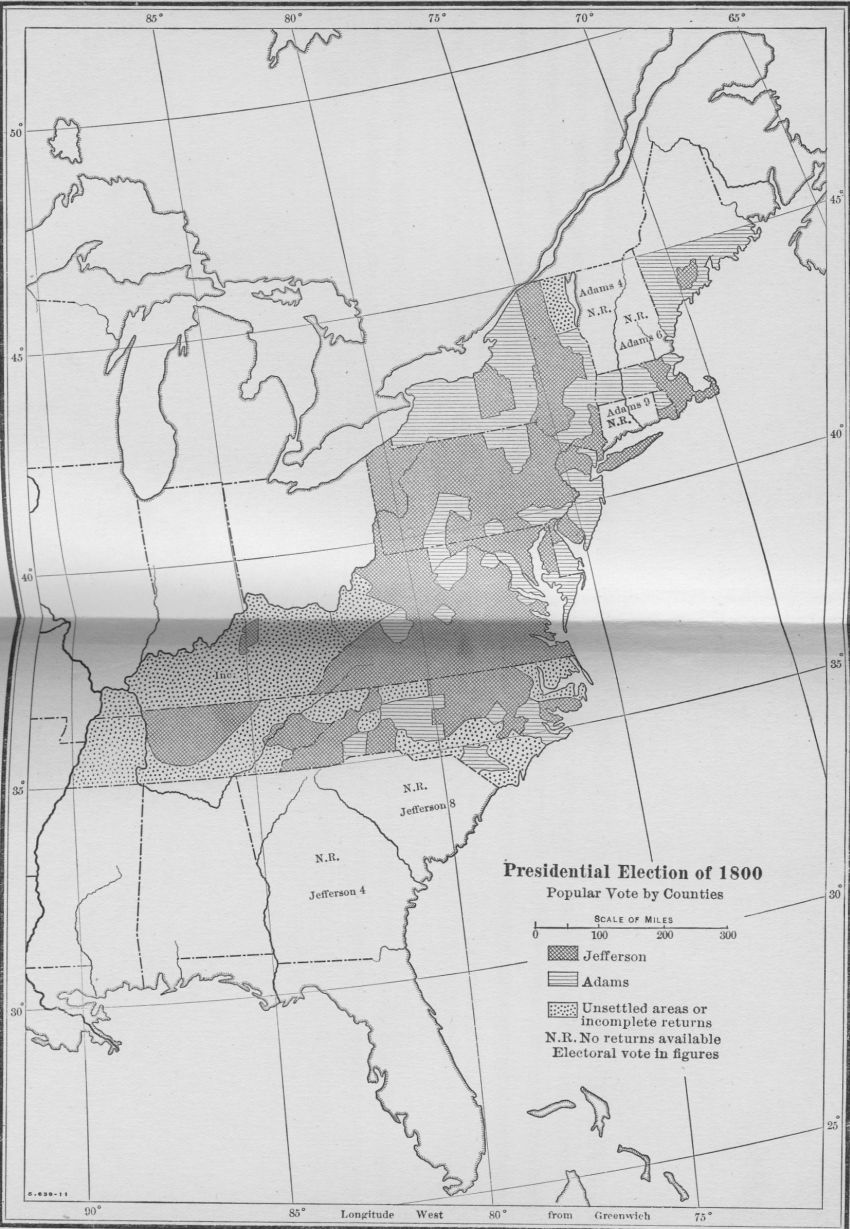 85°
80°
75°
70°
65°
50°
45°
Adams 4
N.R.
N.R.
Adams 6
45°
Adams 9
N.R.
40°
40°
Inc.
35°
35°
N.R.
Jefferson 8
N.R.
Jefferson 4
Presidential Election of 1800
Popular Vote by Counties
SCALE OF MILES
0 100 200 300
Jefferson
Adams
Unsettled areas or
incomplete returns
N.R. No returns available
Electoral vote in figures
30°
30°
25°
5.639-11
90° 85° Longitude West 80° from Greenwich 75°